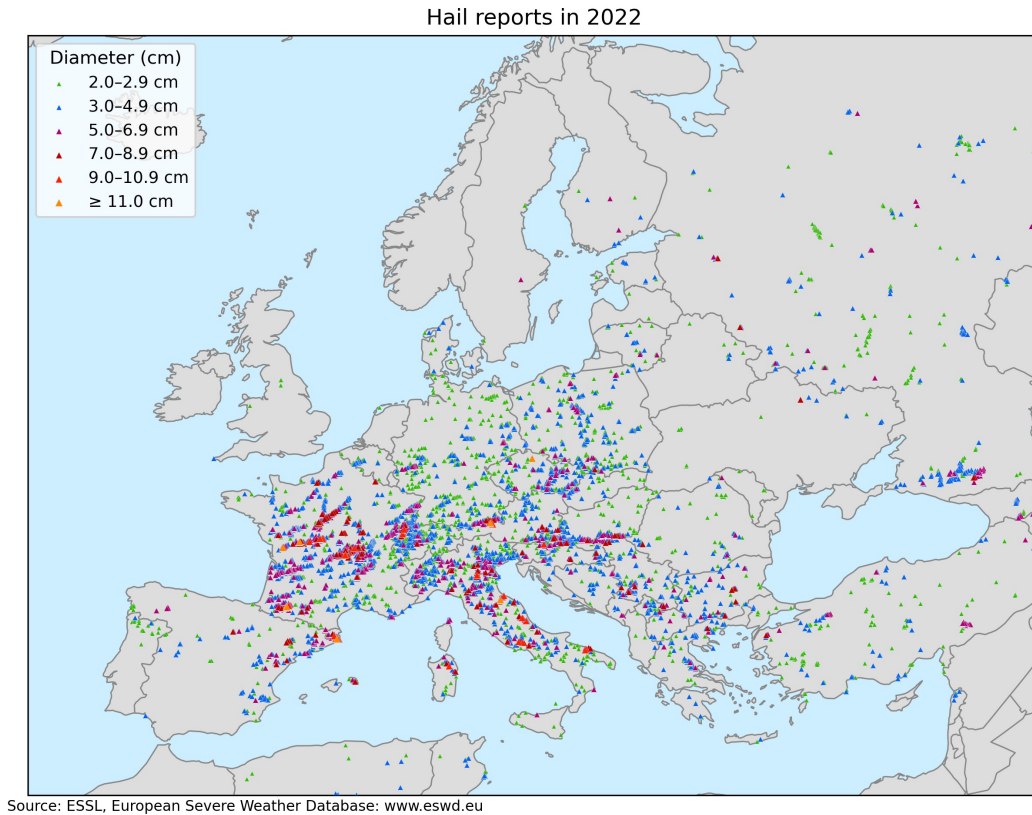 Hail reports in 2022
Diameter (cm)
2.0–2.9 cm
3.0–4.9 cm
5.0–6.9 cm
7.0–8.9 cm
9.0–10.9 cm
≥ 11.0 cm
Source: ESSL, European Severe Weather Database: www.eswd.eu